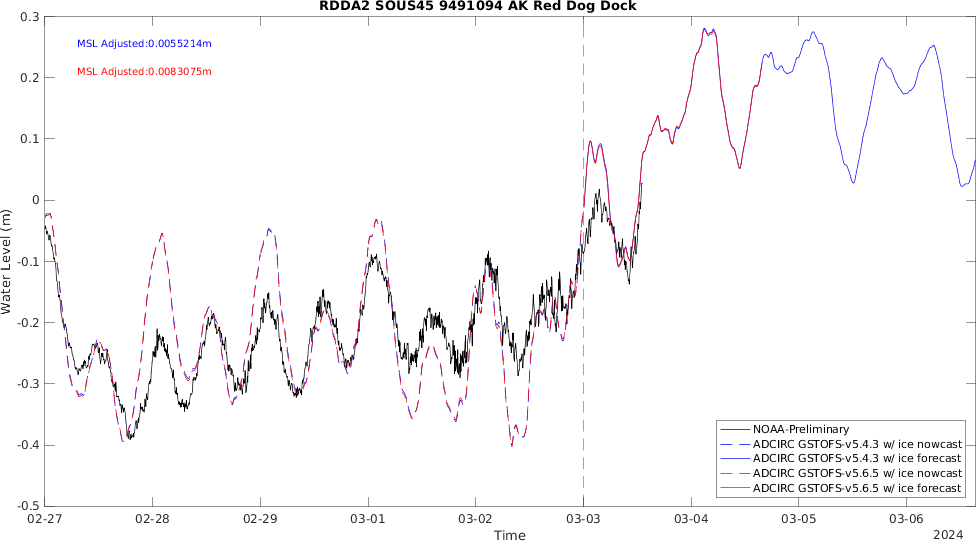 RDDA2 SOUS45 9491094 AK Red Dog Dock
MSL Adjusted:0.0055214m
MSL Adjusted:0.0083075m
Water Level (m)
0.3
0.2
0.1
0
-0.1
-0.2
-0.3
-0.4
-0.5
NOAA-Preliminary
ADCIRC GSTOFS-v5.4.3 w/ ice nowcast
ADCIRC GSTOFS-v5.4.3 w/ ice forecast
ADCIRC GSTOFS-v5.6.5 w/ ice nowcast
ADCIRC GSTOFS-v5.6.5 w/ ice forecast
02-27 02-28 02-29 03-01 03-02 03-03 03-04 03-05 03-06
Time
2024